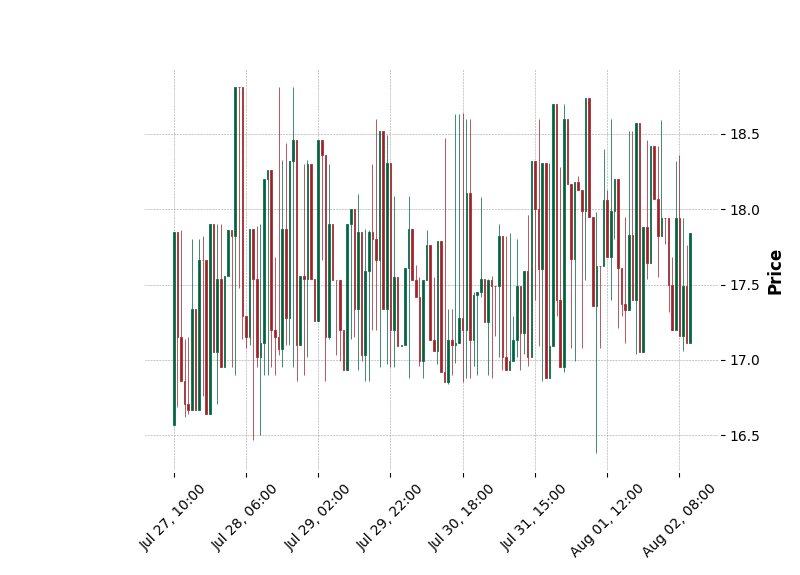 18.5
18.0
17.5
17.0
16.5
Price
Jul 27, 10:00
Jul 28, 06:00
Jul 29, 02:00
Jul 29, 22:00
Jul 30, 18:00
Jul 31, 15:00
Aug 01, 12:00
Aug 02, 08:00